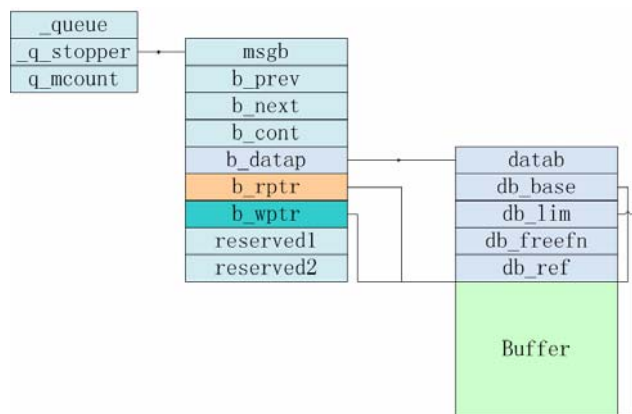 _queue
_q_stopper
q_mcount
msgb
b_prev
b_next
b_cont
b_datap
b_rptr
b_wptr
reserved1
reserved2
datab
db_base
db_lim
db_freefn
db_ref
Buffer